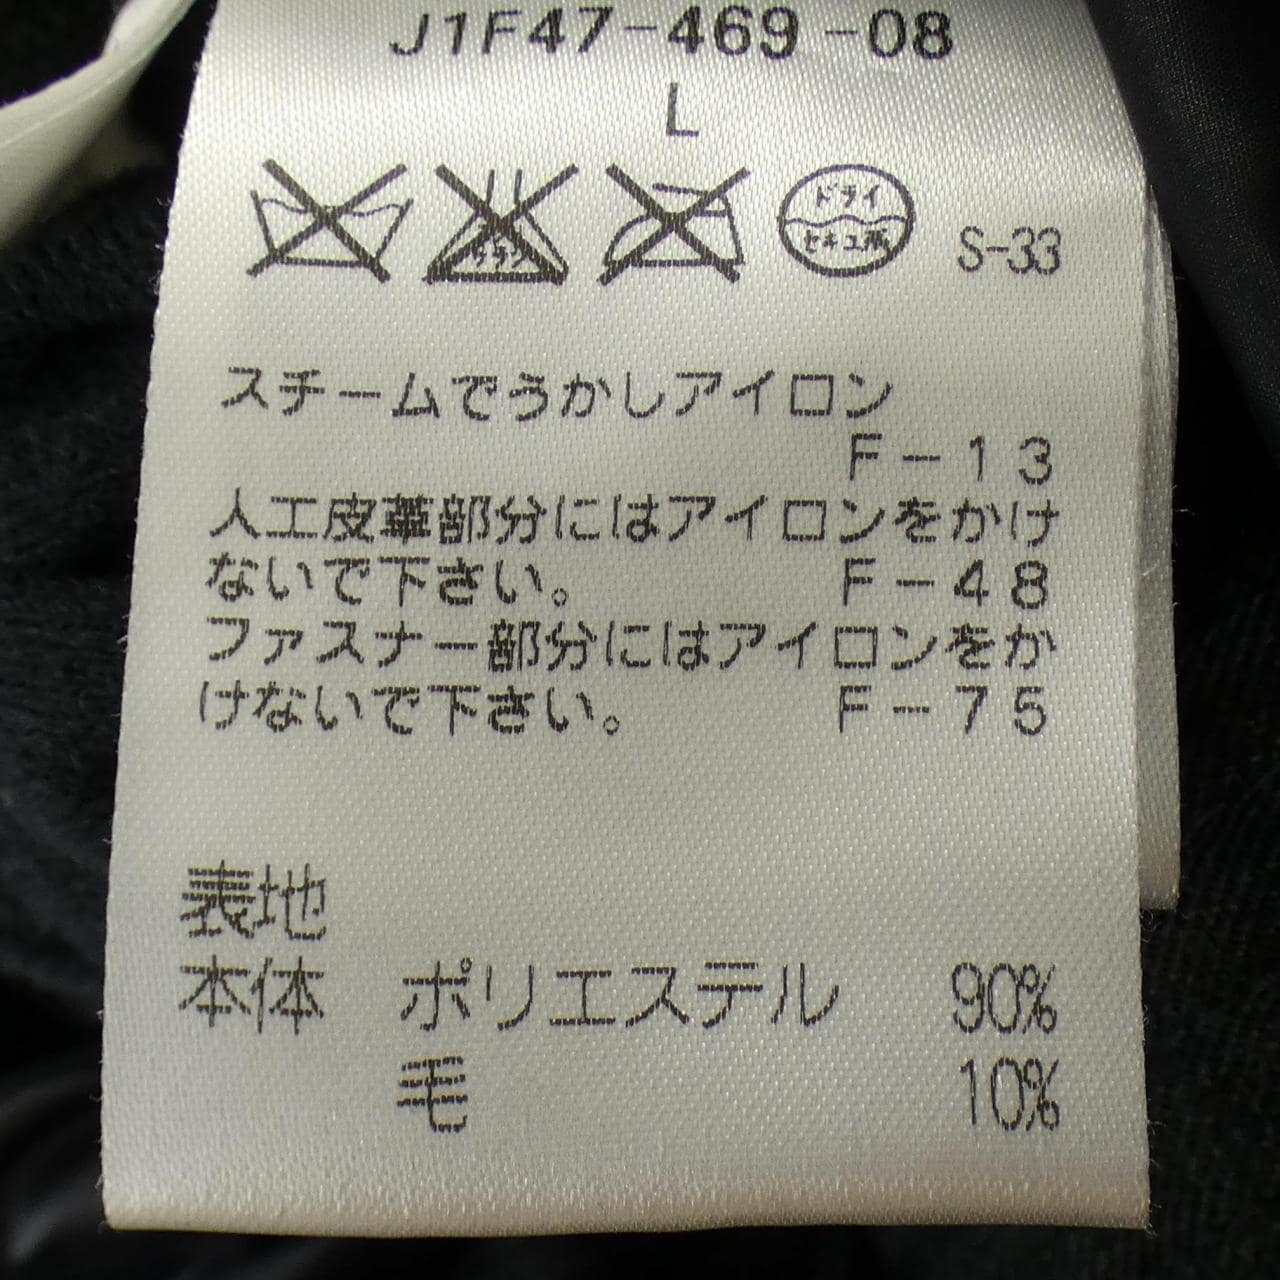 J1F47-469-08
L
ドライ
セキユ系
S-33
スチームでうかしアイロン
F-13
人工皮革部分にはアイロンをかけ
ないで下さい。 F-48
ファスナー部分にはアイロンをか
けないで下さい。 F-75
表地
本体 ポリエステル 90%
毛 10%